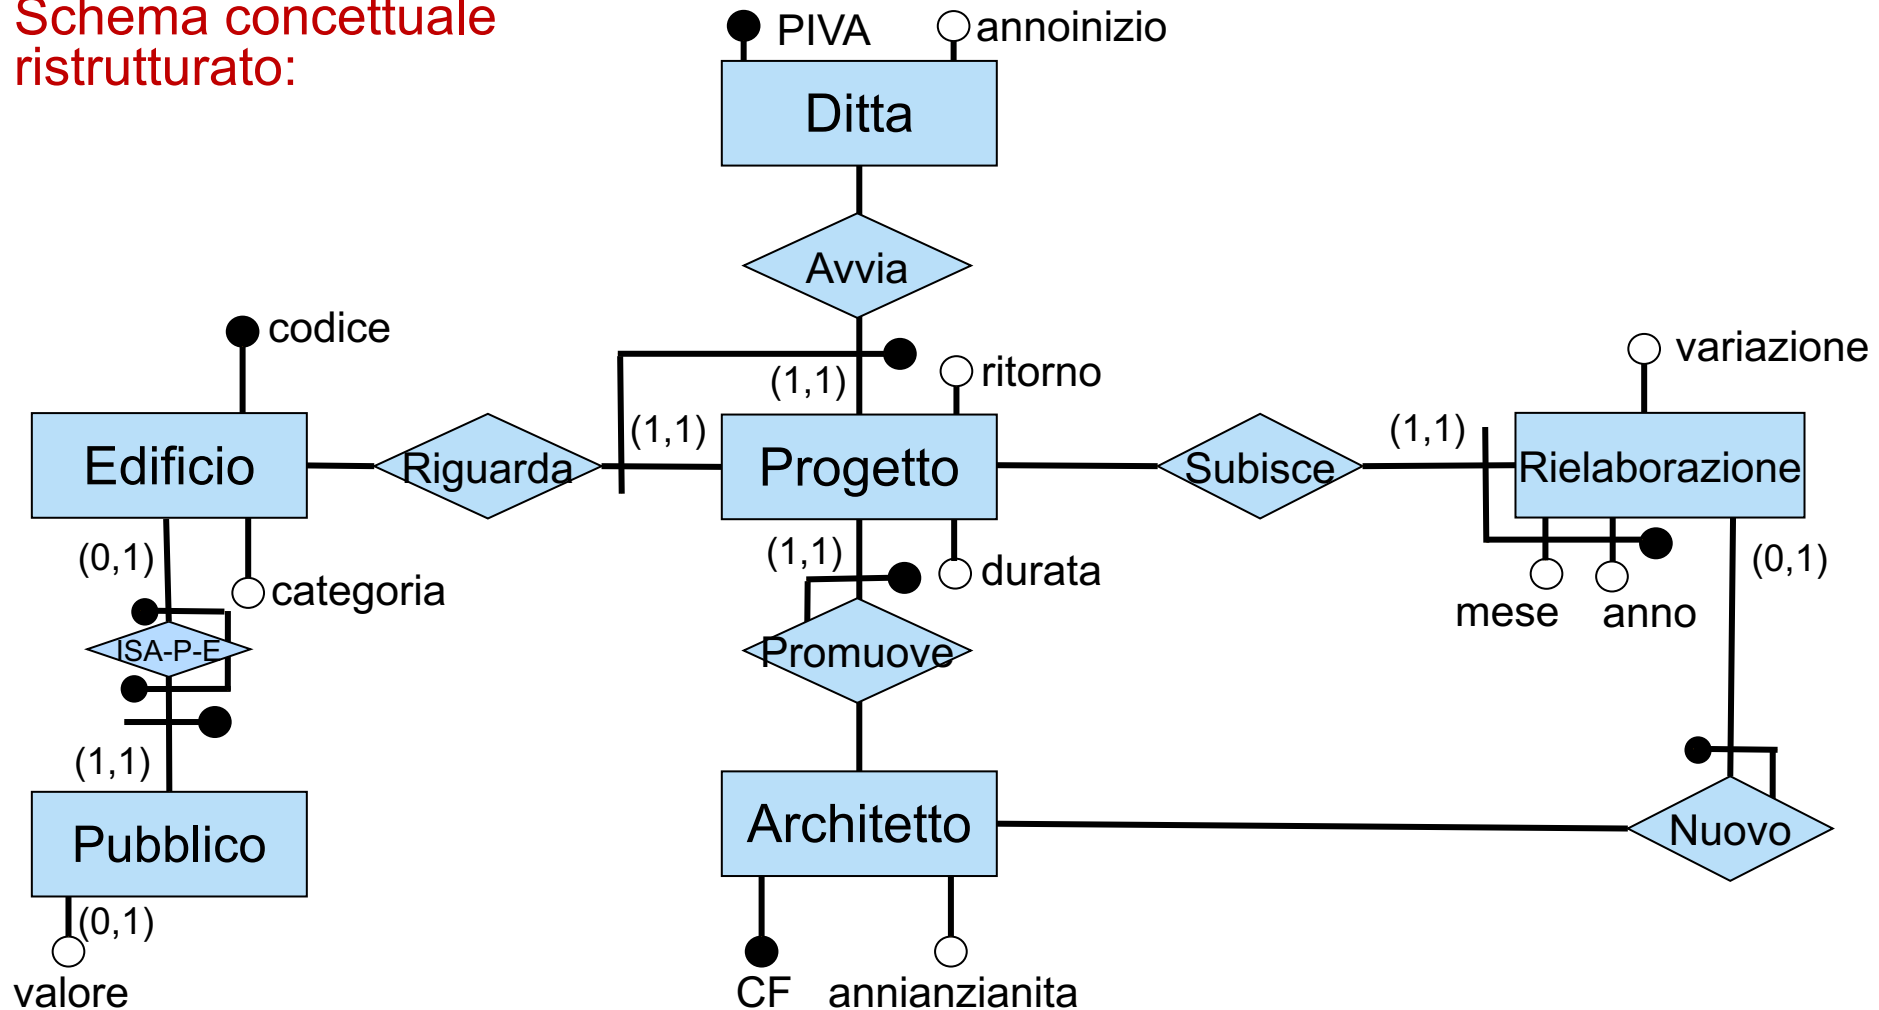 Schema concettuale
ristrutturato:
PIVA
annoinizio
Ditta
Avvia
codice
(1,1)
ritorno
variazione
Edificio
Riguarda
(1,1)
Progetto
Subisce
(1,1)
Rielaborazione
(0,1)
categoria
(1,1)
durata
mese
anno
(0,1)
ISA-P-E
Promuove
(1,1)
Pubblico
Architetto
Nuovo
(0,1)
valore
CF
annianzianita